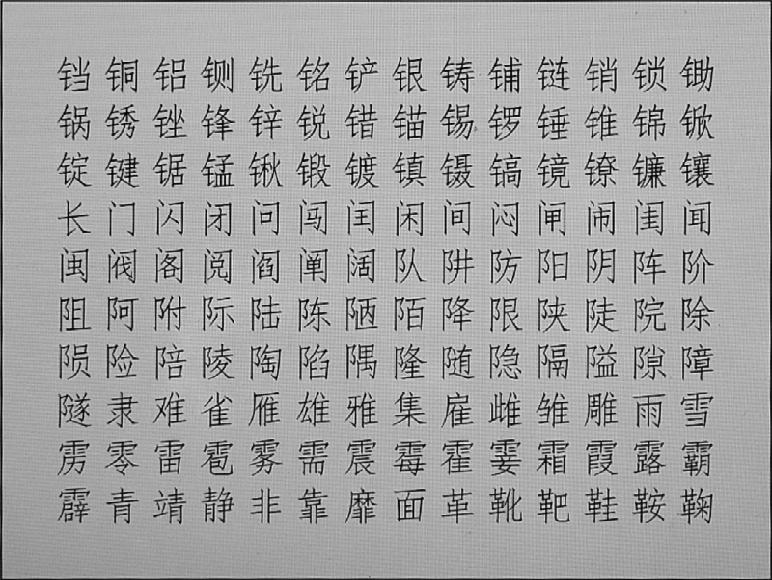 铛铜铝铡铣铭铲银铸铺链销锁锄
锅锈锉锋锌锐错锚锡锣锤锥锦锨
锭键锯锰锹锻镀镇镊镐镜镣镰镶
长门闪闭问闯闰闲间闷闸闹闺闻
闽阀阁阅阎阐阔队阱防阳阴阵阶
阻阿附际陆陈陋陌降限陕陡院除
陨险陪陵陶陷隅隆随隐隔隘隙障
隧隶难雀雁雄雅集雇雌雏雕雨雪
雳零雷雹雾需震霉霍霎霜霞露霸
霹青靖静非靠靡面革靴靶鞋鞍鞠